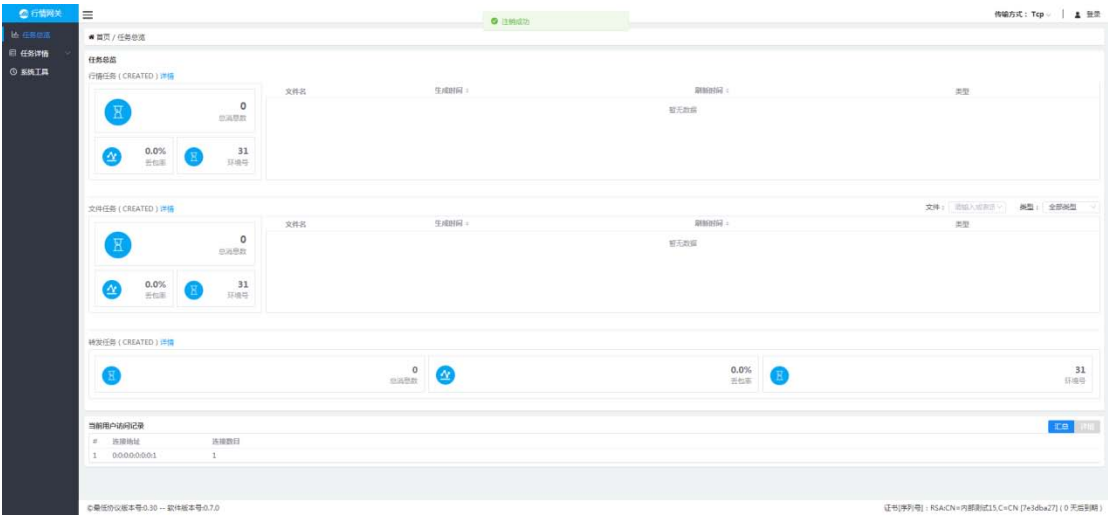 行情网关
注销成功
传输方式：Tcp
登录
任务总览
首页 / 任务总览
任务详情
系统工具
任务总览
行情任务 ( CREATED ) 详情
文件名 生成时间 刷新时间 类型
0
总消息数
暂无数据
0.0%
丢包率
31
环境号
文件任务 ( CREATED ) 详情
文件： 类型： 全部类型
文件名 生成时间 刷新时间 类型
0
总消息数
暂无数据
0.0%
丢包率
31
环境号
转发任务 ( CREATED ) 详情
0
总消息数
0.0%
丢包率
31
环境号
当前用户访问记录
汇总 详细
# 连接地址 连接数目
1 0:0:0:0:0:0:0:1 1
©最低协议版本号:0.30 -- 软件版本号:0.7.0
证书[序列号]：RSA:CN=内部测试15,C=CN [7e3dba27] ( 0 天后到期 )